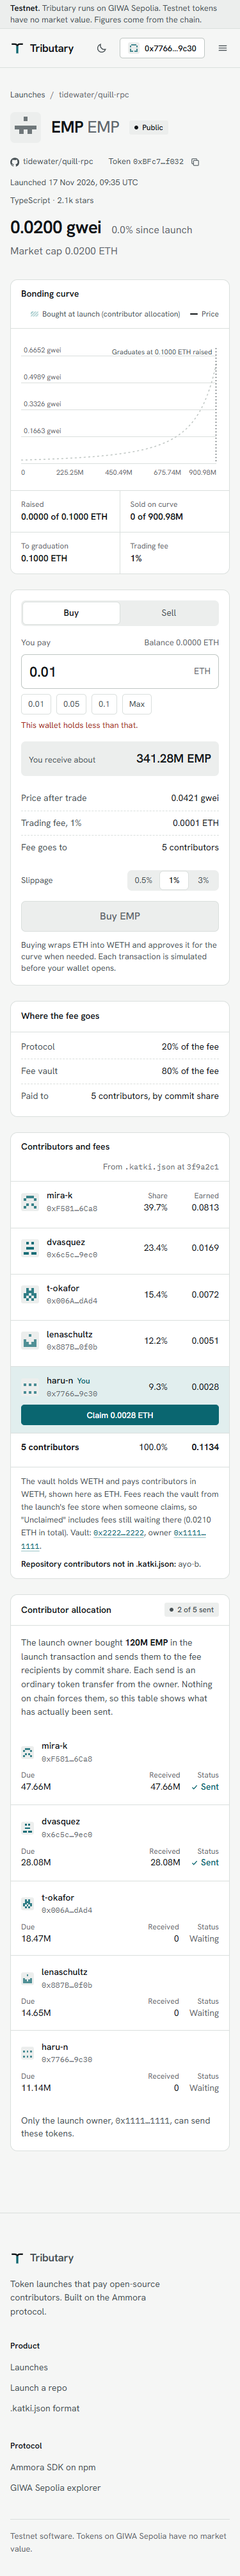 Testnet. Tributary runs on GIWA Sepolia. Testnet tokens
have no market value. Figures come from the chain.
Tributary
0x7766…9c30
Launches / tidewater/quill-rpc
EMP EMP
Public
tidewater/quill-rpc
Token 0xBFc7…f032
Launched 17 Nov 2026, 09:35 UTC
TypeScript · 2.1k stars
0.0200 gwei 0.0% since launch
Market cap 0.0200 ETH
Bonding curve
Bought at launch (contributor allocation)
Price
0.6652 gwei
Graduates at 0.1000 ETH raised
0.4989 gwei
0.3326 gwei
0.1663 gwei
0 225.25M 450.49M 675.74M 900.98M
Raised
0.0000 of 0.1000 ETH
Sold on curve
0 of 900.98M
To graduation
0.1000 ETH
Trading fee
1%
Buy
Sell
You pay
Balance 0.0000 ETH
0.01
ETH
0.01 0.05 0.1 Max
This wallet holds less than that.
You receive about 341.28M EMP
Price after trade 0.0421 gwei
Trading fee, 1% 0.0001 ETH
Fee goes to 5 contributors
Slippage 0.5% 1% 3%
Buy EMP
Buying wraps ETH into WETH and approves it for the
curve when needed. Each transaction is simulated
before your wallet opens.
Where the fee goes
Protocol 20% of the fee
Fee vault 80% of the fee
Paid to 5 contributors, by commit share
Contributors and fees
From .katki.json at 3f9a2c1
mira-k
0xF581…6Ca8
Share
39.7%
Earned
0.0813
dvasquez
0x6c5c…9ec0
23.4% 0.0169
t-okafor
0x006A…dAd4
15.4% 0.0072
lenaschultz
0x887B…0f0b
12.2% 0.0051
haru-n You
0x7766…9c30
9.3% 0.0028
Claim 0.0028 ETH
5 contributors 100.0% 0.1134
The vault holds WETH and pays contributors in
WETH, shown here as ETH. Fees reach the vault from
the launch's fee store when someone claims, so
"Unclaimed" includes fees still waiting there (0.0210
ETH in total). Vault: 0x2222…2222, owner 0x1111…
1111.
Repository contributors not in .katki.json: ayo-b.
Contributor allocation
2 of 5 sent
The launch owner bought 120M EMP in the
launch transaction and sends them to the fee
recipients by commit share. Each send is an
ordinary token transfer from the owner. Nothing
on chain forces them, so this table shows what
has actually been sent.
mira-k
0xF581…6Ca8
Due Received Status
47.66M 47.66M Sent
dvasquez
0x6c5c…9ec0
Due Received Status
28.08M 28.08M Sent
t-okafor
0x006A…dAd4
Due Received Status
18.47M 0 Waiting
lenaschultz
0x887B…0f0b
Due Received Status
14.65M 0 Waiting
haru-n
0x7766…9c30
Due Received Status
11.14M 0 Waiting
Only the launch owner, 0x1111…1111, can send
these tokens.
Tributary
Token launches that pay open-source
contributors. Built on the Ammora
protocol.
Product
Launches
Launch a repo
.katki.json format
Protocol
Ammora SDK on npm
GIWA Sepolia explorer
Testnet software. Tokens on GIWA Sepolia have no market
value.